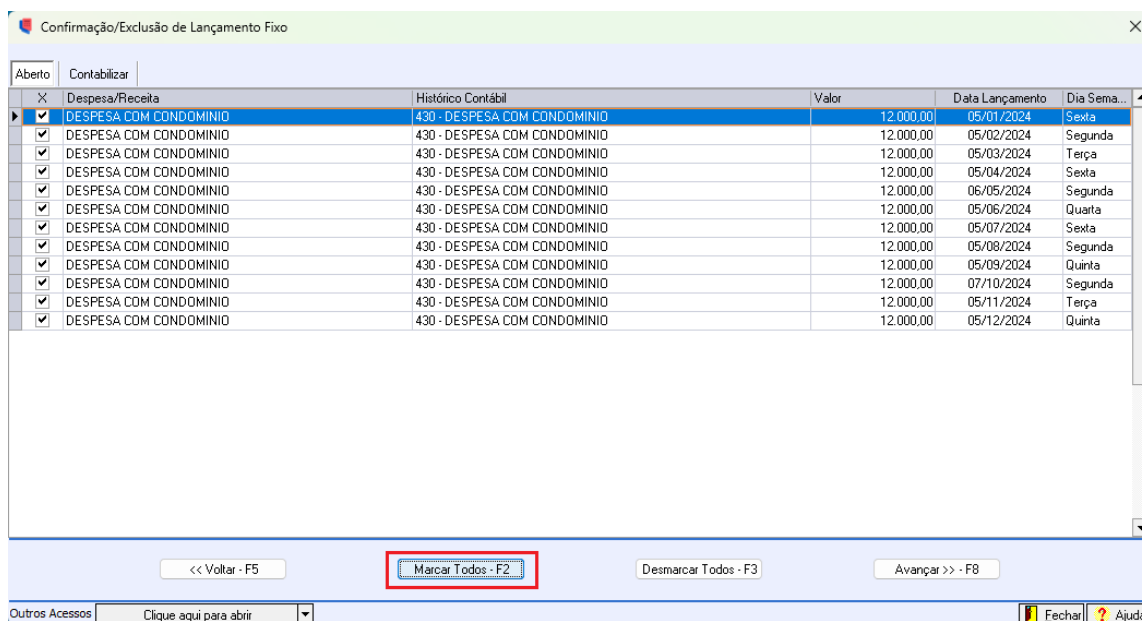 Confirmação/Exclusão de Lançamento Fixo
Aberto Contabilizar
X Despesa/Receita Histórico Contábil Valor Data Lançamento Dia Sema...
DESPESA COM CONDOMINIO 430 - DESPESA COM CONDOMINIO 12.000,00 05/01/2024 Sexta
DESPESA COM CONDOMINIO 430 - DESPESA COM CONDOMINIO 12.000,00 05/02/2024 Segunda
DESPESA COM CONDOMINIO 430 - DESPESA COM CONDOMINIO 12.000,00 05/03/2024 Terça
DESPESA COM CONDOMINIO 430 - DESPESA COM CONDOMINIO 12.000,00 05/04/2024 Sexta
DESPESA COM CONDOMINIO 430 - DESPESA COM CONDOMINIO 12.000,00 06/05/2024 Segunda
DESPESA COM CONDOMINIO 430 - DESPESA COM CONDOMINIO 12.000,00 05/06/2024 Quarta
DESPESA COM CONDOMINIO 430 - DESPESA COM CONDOMINIO 12.000,00 05/07/2024 Sexta
DESPESA COM CONDOMINIO 430 - DESPESA COM CONDOMINIO 12.000,00 05/08/2024 Segunda
DESPESA COM CONDOMINIO 430 - DESPESA COM CONDOMINIO 12.000,00 05/09/2024 Quinta
DESPESA COM CONDOMINIO 430 - DESPESA COM CONDOMINIO 12.000,00 07/10/2024 Segunda
DESPESA COM CONDOMINIO 430 - DESPESA COM CONDOMINIO 12.000,00 05/11/2024 Terça
DESPESA COM CONDOMINIO 430 - DESPESA COM CONDOMINIO 12.000,00 05/12/2024 Quinta
<< Voltar - F5 Marcar Todos - F2 Desmarcar Todos - F3 Avançar >> - F8
Outros Acessos Clique aqui para abrir Fechar ? Ajuda